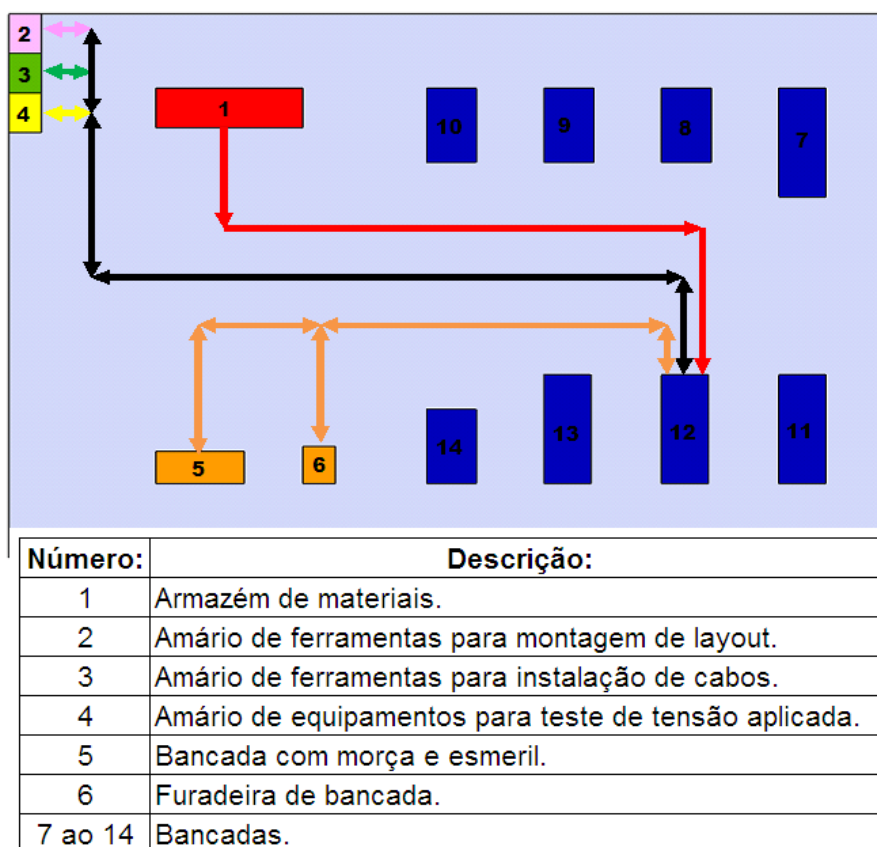 2
3
4
1
10
9
8
7
5
6
14
13
12
11
Número: Descrição:
1 Armazém de materiais.
2 Amário de ferramentas para montagem de layout.
3 Amário de ferramentas para instalação de cabos.
4 Amário de equipamentos para teste de tensão aplicada.
5 Bancada com morça e esmeril.
6 Furadeira de bancada.
7 ao 14 Bancadas.